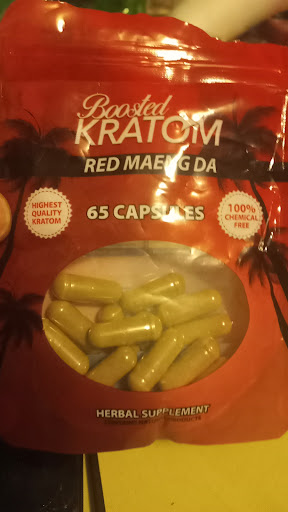 Boosted
KRATOM
RED MAENG DA
HIGHEST
QUALITY
KRATOM
65 CAPSULES
100%
CHEMICAL
FREE
HERBAL SUPPLEMENT